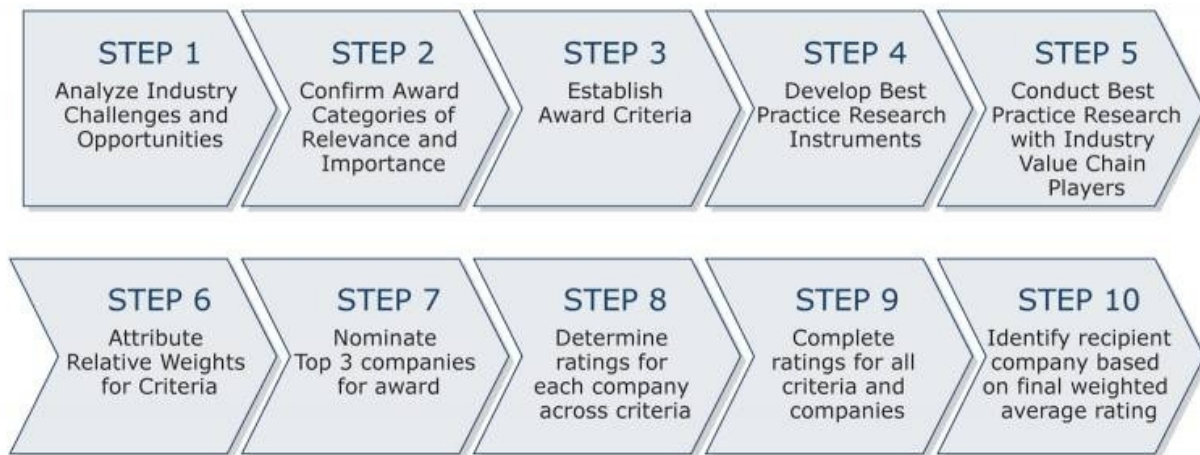 STEP 1
Analyze Industry
Challenges and
Opportunities
STEP 2
Confirm Award
Categories of
Relevance and
Importance
STEP 3
Establish
Award Criteria
STEP 4
Develop Best
Practice Research
Instruments
STEP 5
Conduct Best
Practice Research
with Industry
Value Chain
Players
STEP 6
Attribute
Relative Weights
for Criteria
STEP 7
Nominate
Top 3 companies
for award
STEP 8
Determine
ratings for
each company
across criteria
STEP 9
Complete
ratings for all
criteria and
companies
STEP 10
Identify recipient
company based
on final weighted
average rating